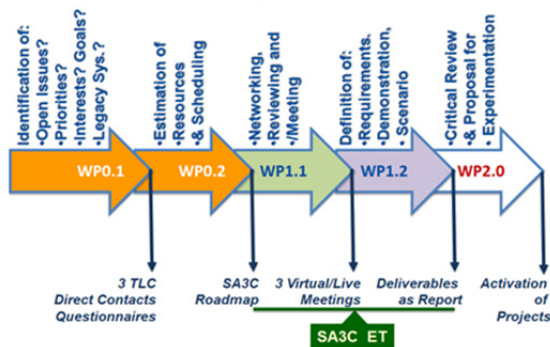 Identification of:
•Open Issues?
•Priorities?
•Interests? Goals?
•Legacy Sys.?
•Estimation of
•Resources
•& Scheduling
•Networking,
•Reviewing and
•/Meeting
Definition of:
•Requirements.
•Demonstration,
•Scenario
•Critical Review
•& Proposal for
•Experimentation
WP0.1
WP0.2
WP1.1
WP1.2
WP2.0
3 TLC
Direct Contacts
Questionnaires
SA3C
Roadmap
3 Virtual/Live
Meetings
Deliverables
as Report
Activation
of
Projects
SA3C ET